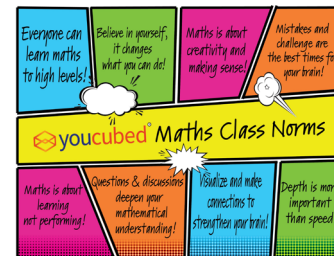 Everyone can
learn maths
to high levels!
Believe in yourself,
it changes
what you can do!
Maths is about
creativity and
making sense!
Mistakes and
challenge are
the best times for
your brain!
youcubed® Maths Class Norms
Maths is about
learning
not performing!
Questions & discussions
deepen your
mathematical
understanding!
Visualize and make
connections to
strengthen your brain!
Depth is more
important
than speed